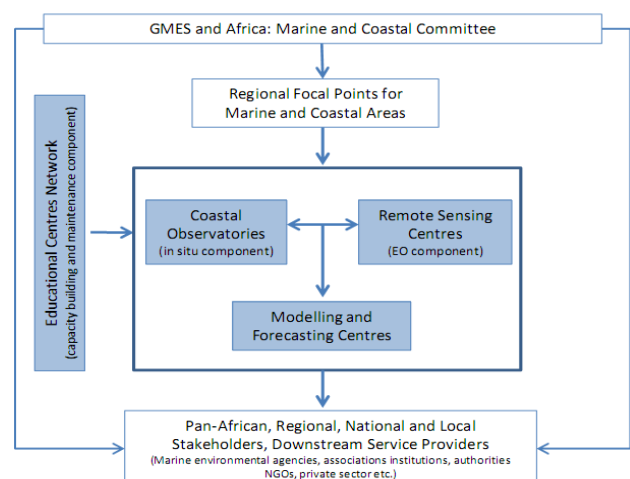 GMES and Africa: Marine and Coastal Committee
Regional Focal Points for
Marine and Coastal Areas
Educational Centres Network
(capacity building and maintenance component)
Coastal
Observatories
(in situ component)
Remote Sensing
Centres
(EO component)
Modelling and
Forecasting Centres
Pan-African, Regional, National and Local
Stakeholders, Downstream Service Providers
(Marine environmental agencies, associations institutions, authorities
NGOs, private sector etc.)